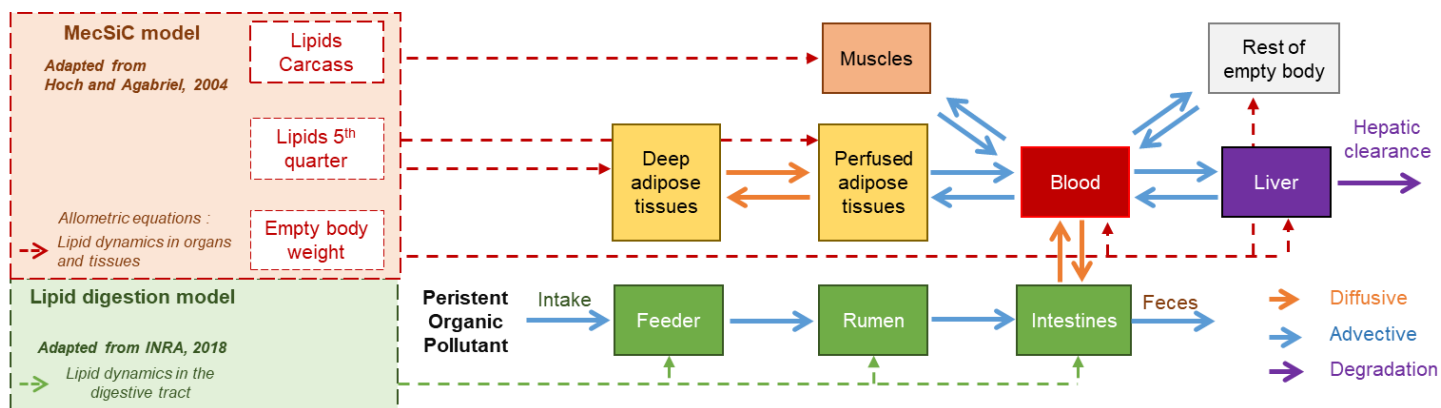 MecSiC model
Adapted from
Hoch and Agabriel, 2004
Lipids
Carcass
Lipids 5th
quarter
Allometric equations :
Lipid dynamics in organs
and tissues
Empty body
weight
Lipid digestion model
Adapted from INRA, 2018
Lipid dynamics in the
digestive tract
Muscles
Rest of
empty body
Deep
adipose
tissues
Perfused
adipose
tissues
Blood
Liver
Hepatic
clearance
Peristent
Organic
Pollutant
Intake
Feeder
Rumen
Intestines
Feces
Diffusive
Advective
Degradation